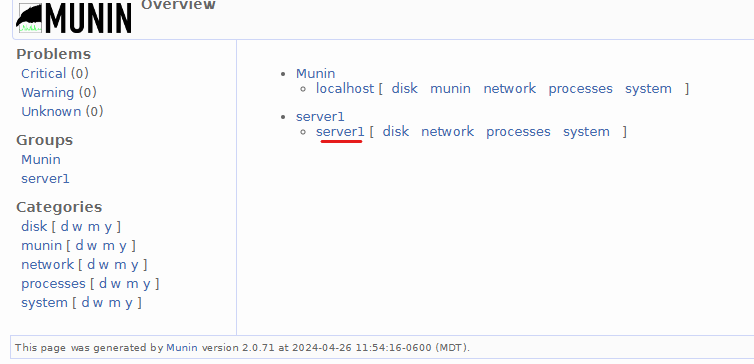 Overview
MUNIN
Problems
Critical (0)
Warning (0)
Unknown (0)
Groups
Munin
server1
Categories
disk [ d w m y ]
munin [ d w m y ]
network [ d w m y ]
processes [ d w m y ]
system [ d w m y ]
Munin
localhost [ disk munin network processes system ]
server1
server1 [ disk network processes system ]
This page was generated by Munin version 2.0.71 at 2024-04-26 11:54:16-0600 (MDT).